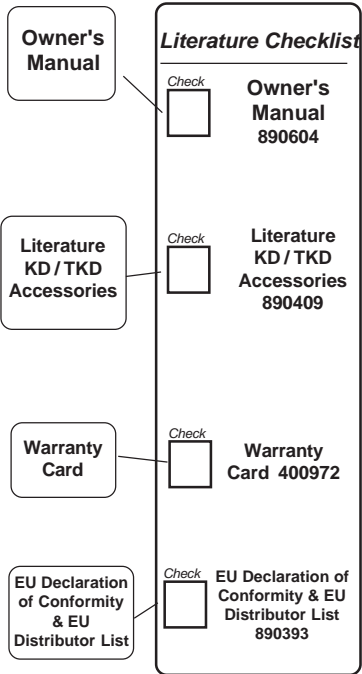 Owner's
Manual
Literature Checklist
Check
Owner's
Manual
890604
Literature
KD / TKD
Accessories
Check
Literature
KD / TKD
Accessories
890409
Warranty
Card
Check
Warranty
Card 400972
EU Declaration
of Conformity
& EU
Distributor List
Check
EU Declaration of
Conformity & EU
Distributor List
890393